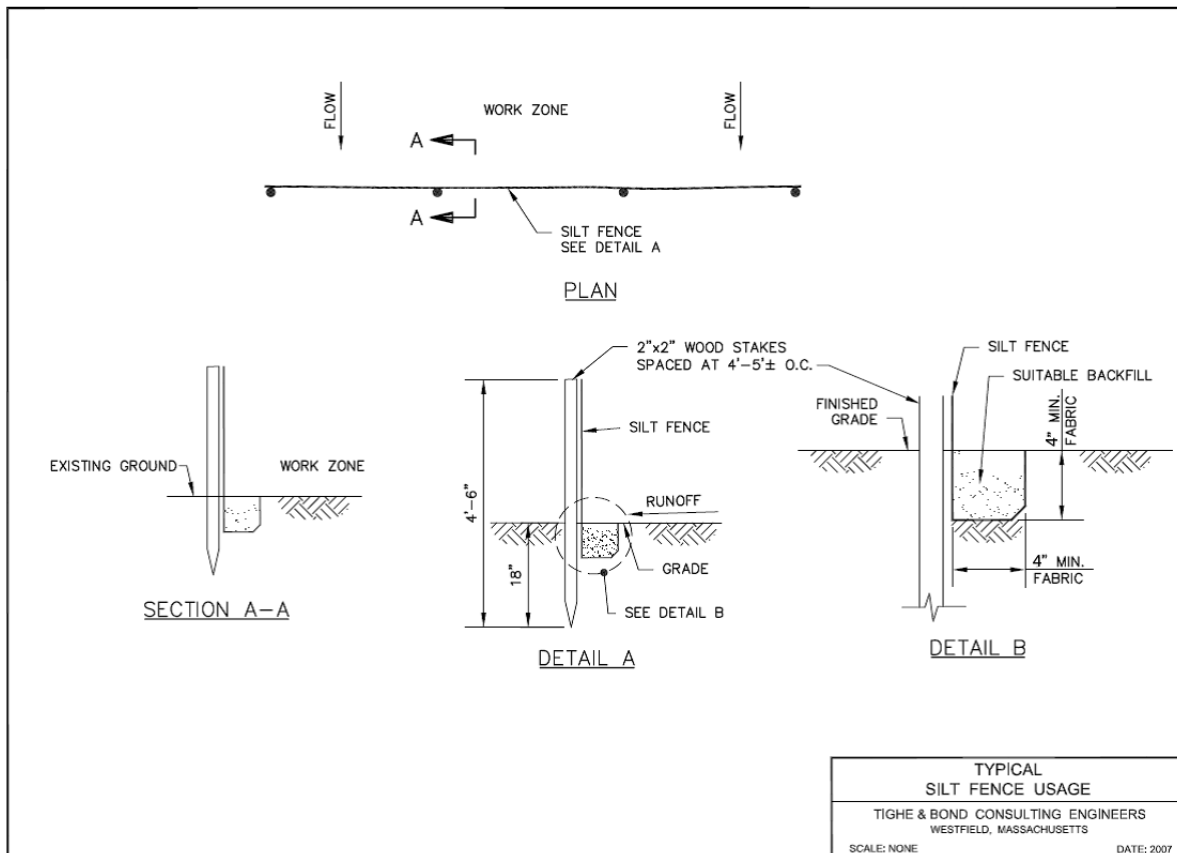 FLOW
WORK ZONE
FLOW
A
A
SILT FENCE
SEE DETAIL A
PLAN
2"x2" WOOD STAKES
SPACED AT 4'-5'± O.C.
SILT FENCE
SUITABLE BACKFILL
FINISHED
GRADE
4" MIN.
FABRIC
SILT FENCE
EXISTING GROUND
WORK ZONE
4'-6"
RUNOFF
18"
GRADE
4" MIN.
FABRIC
SEE DETAIL B
SECTION A-A
DETAIL A
DETAIL B
TYPICAL
SILT FENCE USAGE
TIGHE & BOND CONSULTING ENGINEERS
WESTFIELD, MASSACHUSETTS
SCALE: NONE DATE: 2007